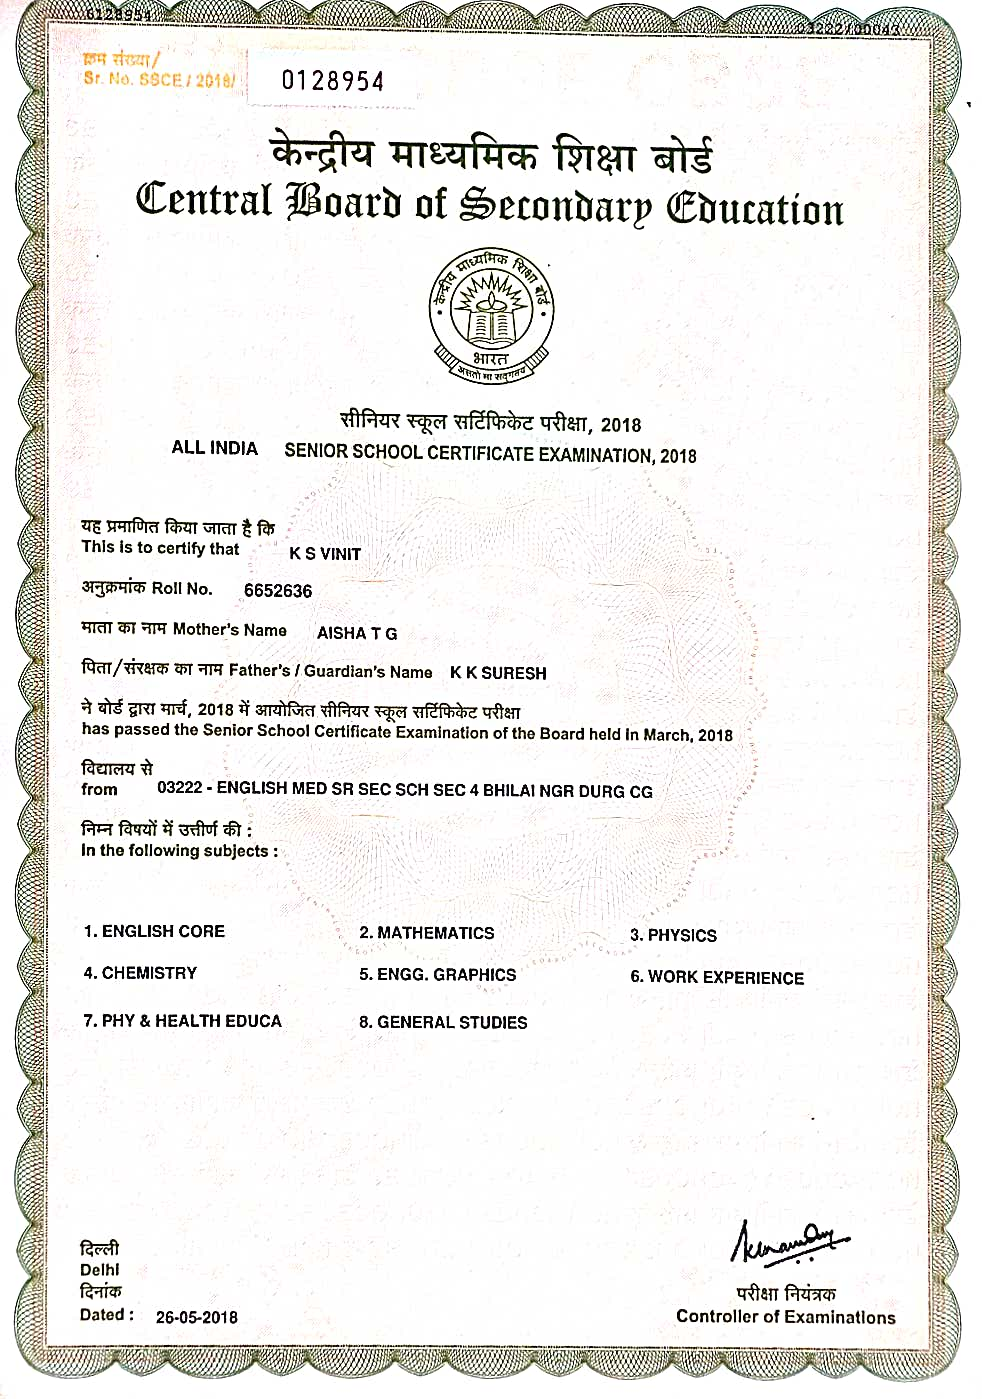 6128954
03222/00043
क्रम संख्या/
Sr. No. SSCE / 2018/ 0128954
केन्द्रीय माध्यमिक शिक्षा बोर्ड
Central Board of Secondary Education
केन्द्रीय माध्यमिक शिक्षा बोर्ड
भारत
असतो मा सद्गमय
सीनियर स्कूल सर्टिफिकेट परीक्षा, 2018
ALL INDIA SENIOR SCHOOL CERTIFICATE EXAMINATION, 2018
यह प्रमाणित किया जाता है कि
This is to certify that K S VINIT
अनुक्रमांक Roll No. 6652636
माता का नाम Mother's Name AISHA T G
पिता/संरक्षक का नाम Father's / Guardian's Name K K SURESH
ने बोर्ड द्वारा मार्च, 2018 में आयोजित सीनियर स्कूल सर्टिफिकेट परीक्षा
has passed the Senior School Certificate Examination of the Board held in March, 2018
विद्यालय से
from 03222 - ENGLISH MED SR SEC SCH SEC 4 BHILAI NGR DURG CG
निम्न विषयों में उत्तीर्ण की :
In the following subjects :
1. ENGLISH CORE 2. MATHEMATICS 3. PHYSICS
4. CHEMISTRY 5. ENGG. GRAPHICS 6. WORK EXPERIENCE
7. PHY & HEALTH EDUCA 8. GENERAL STUDIES
दिल्ली
Delhi
दिनांक
Dated : 26-05-2018
परीक्षा नियंत्रक
Controller of Examinations